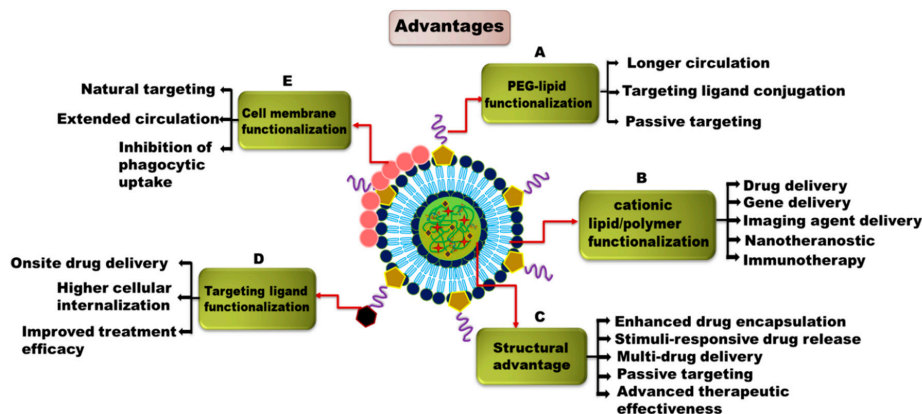 Advantages
A
PEG-lipid
functionalization
Longer circulation
Targeting ligand conjugation
Passive targeting
B
cationic
lipid/polymer
functionalization
Drug delivery
Gene delivery
Imaging agent delivery
Nanotheranostic
Immunotherapy
C
Structural
advantage
Enhanced drug encapsulation
Stimuli-responsive drug release
Multi-drug delivery
Passive targeting
Advanced therapeutic
effectiveness
D
Targeting ligand
functionalization
Onsite drug delivery
Higher cellular
internalization
Improved treatment
efficacy
E
Cell membrane
functionalization
Natural targeting
Extended circulation
Inhibition of
phagocytic
uptake